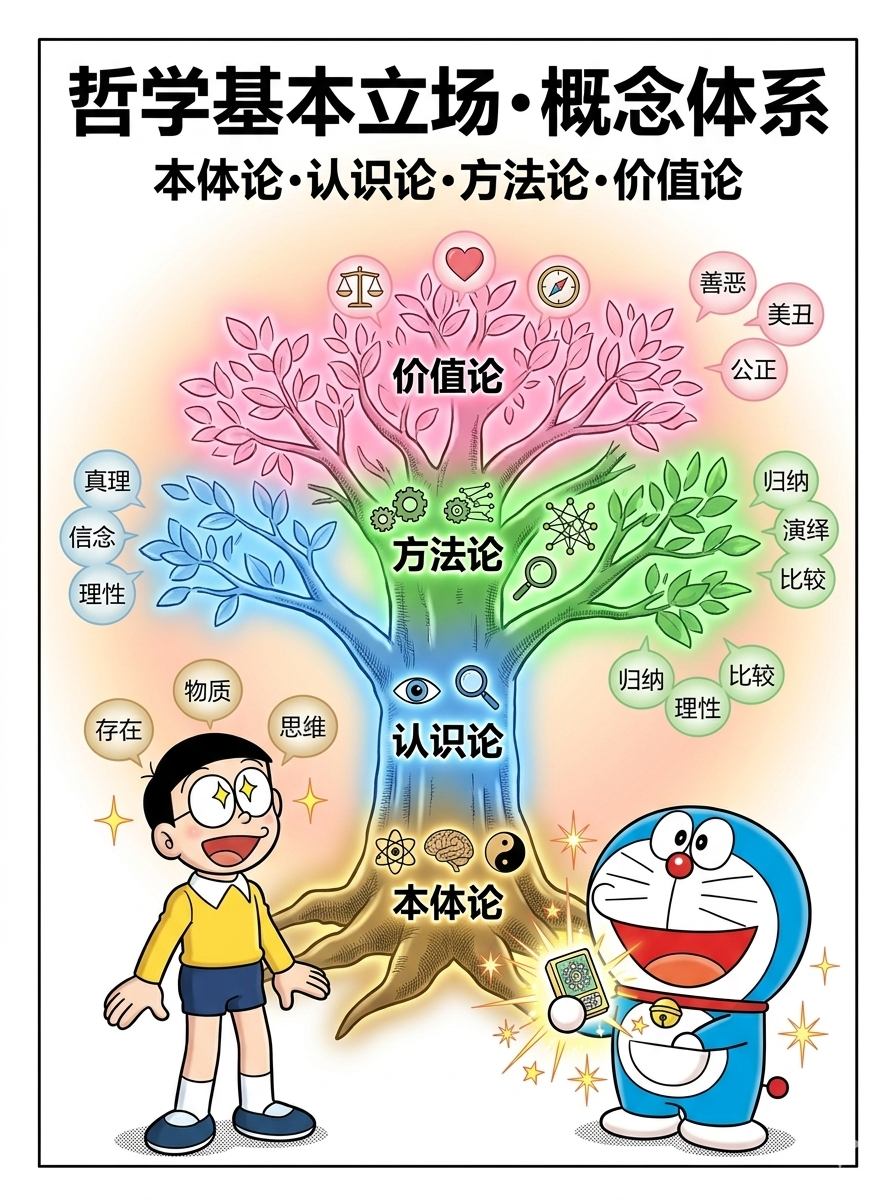 哲学基本立场·概念体系
本体论·认识论·方法论·价值论
善恶
美丑
价值论
公正
真理
归纳
信念
方法论
演绎
理性
比较
物质
归纳
比较
理性
存在
思维
认识论
本体论